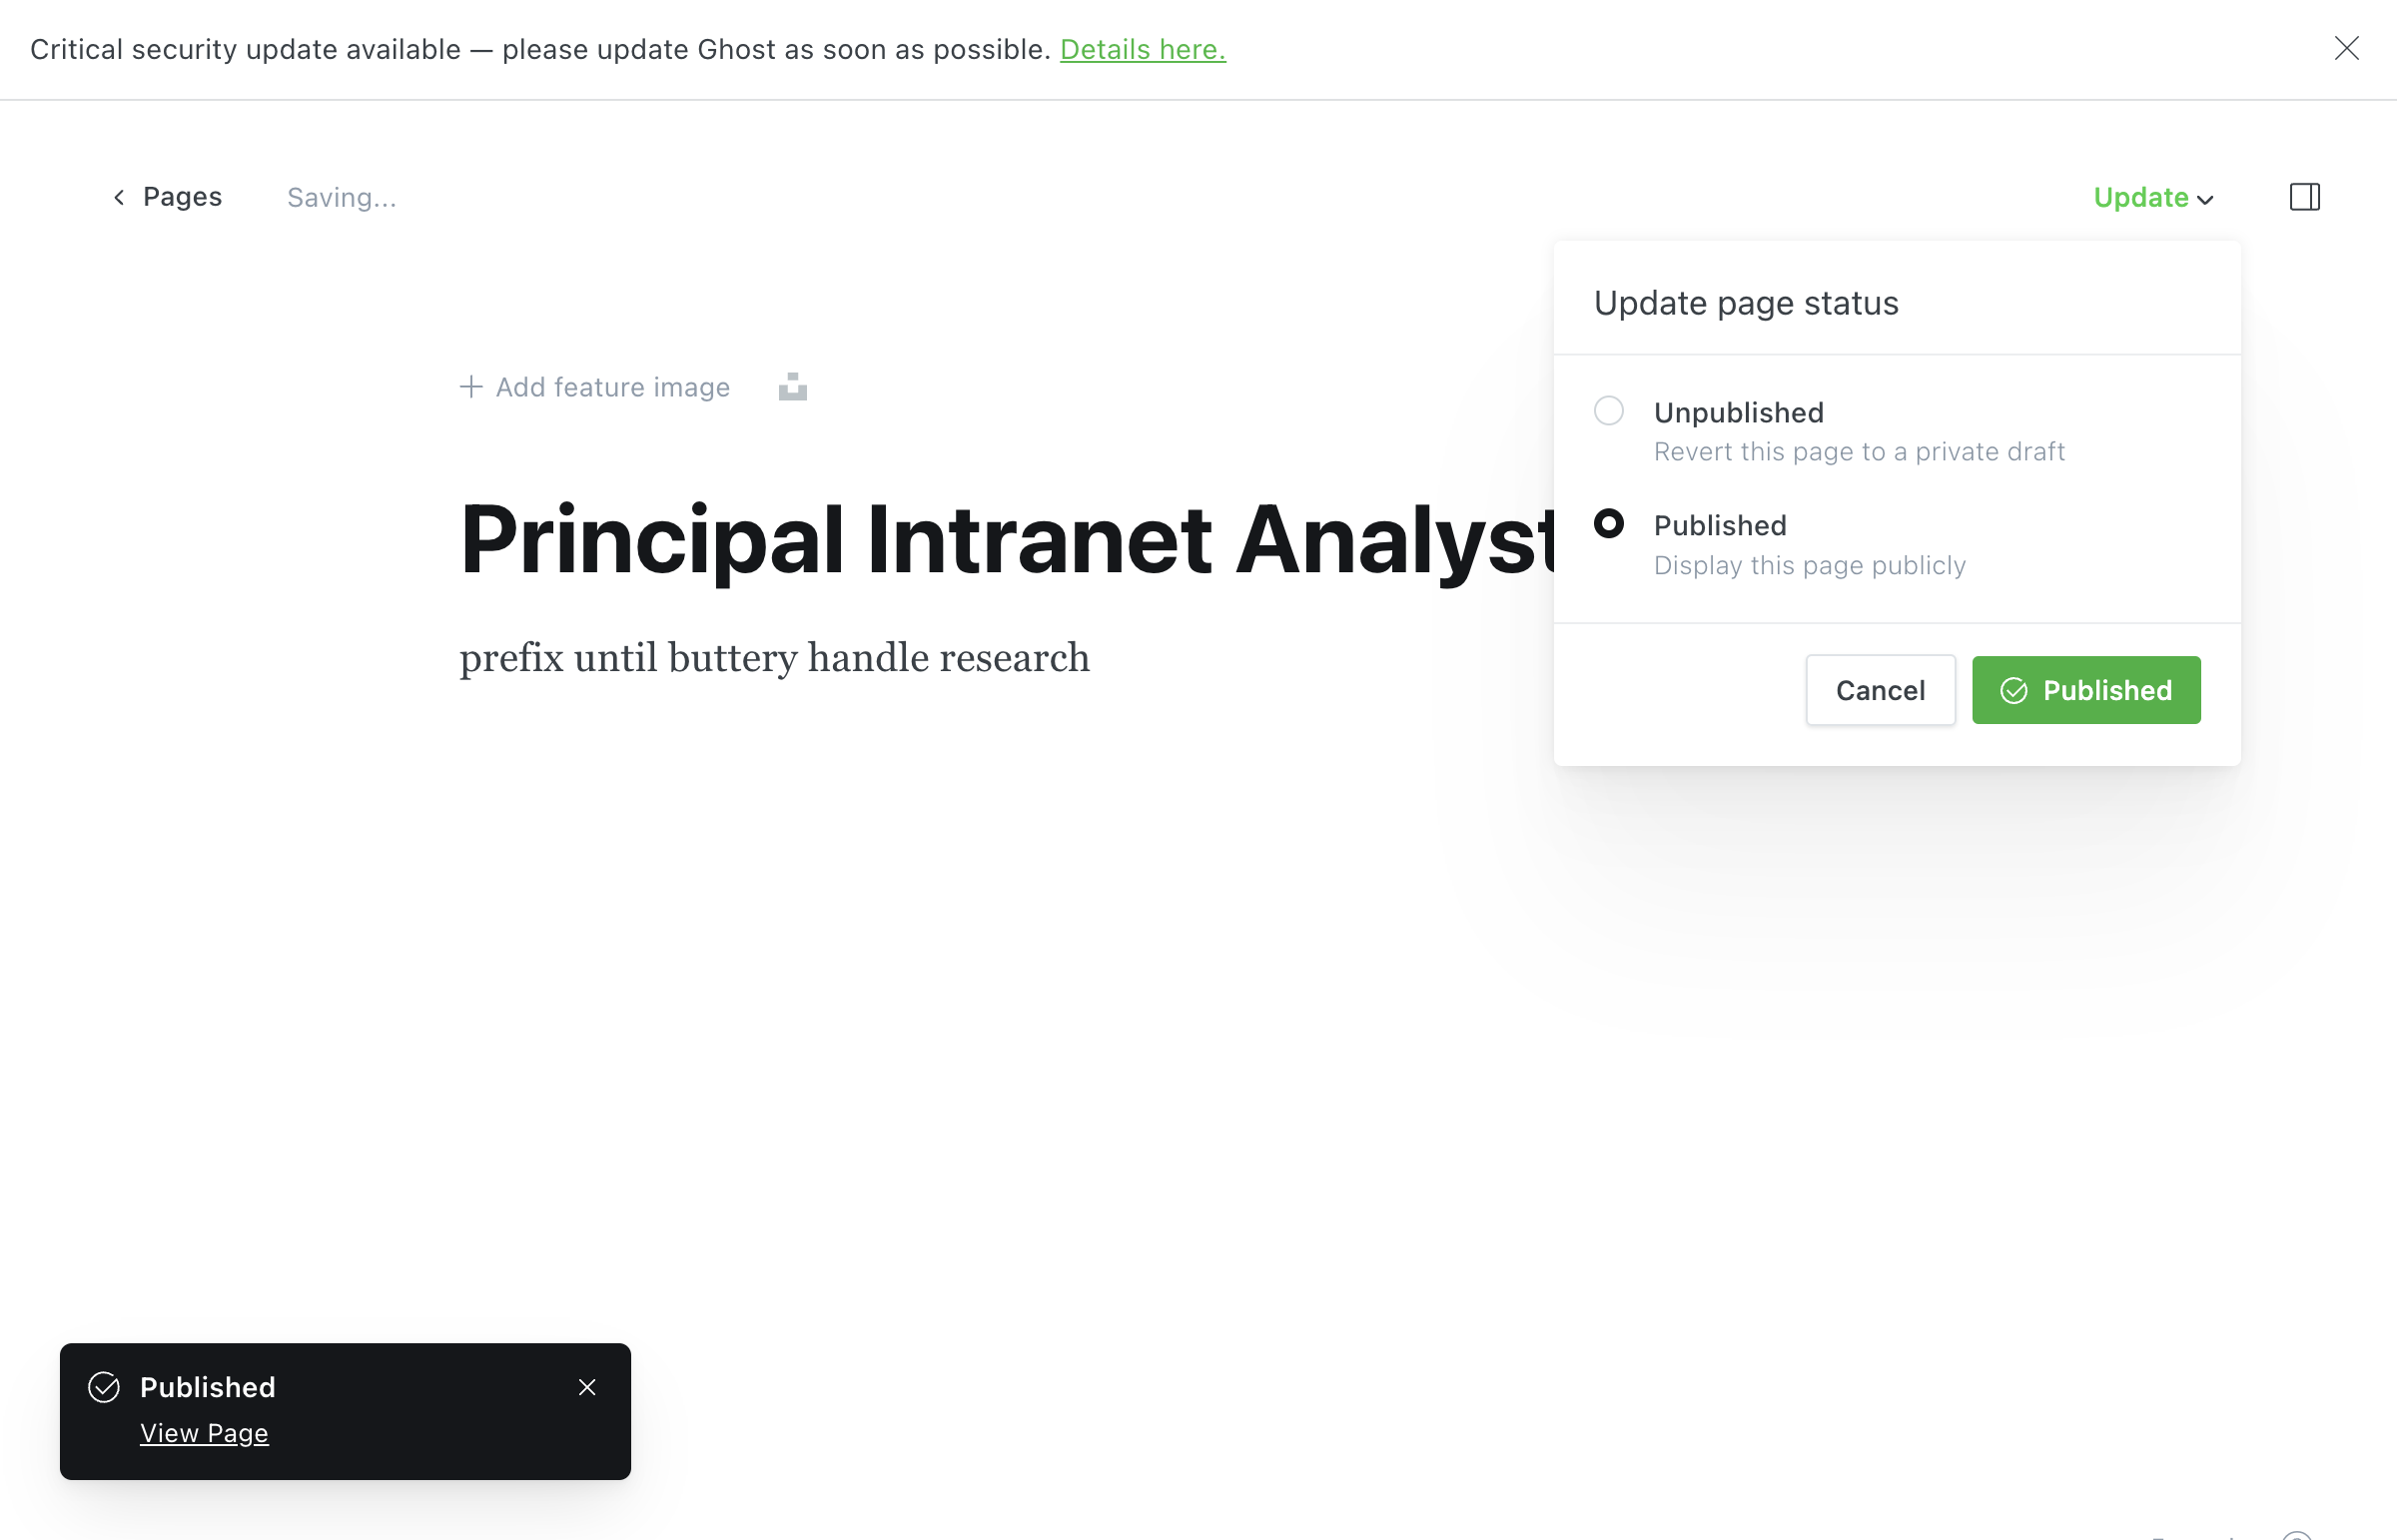 Critical security update available — please update Ghost as soon as possible. Details here.
Pages
Saving...
Update
Update page status
Unpublished
Revert this page to a private draft
Published
Display this page publicly
Cancel
Published
Add feature image
Principal Intranet Analyst
prefix until buttery handle research
Published
View Page